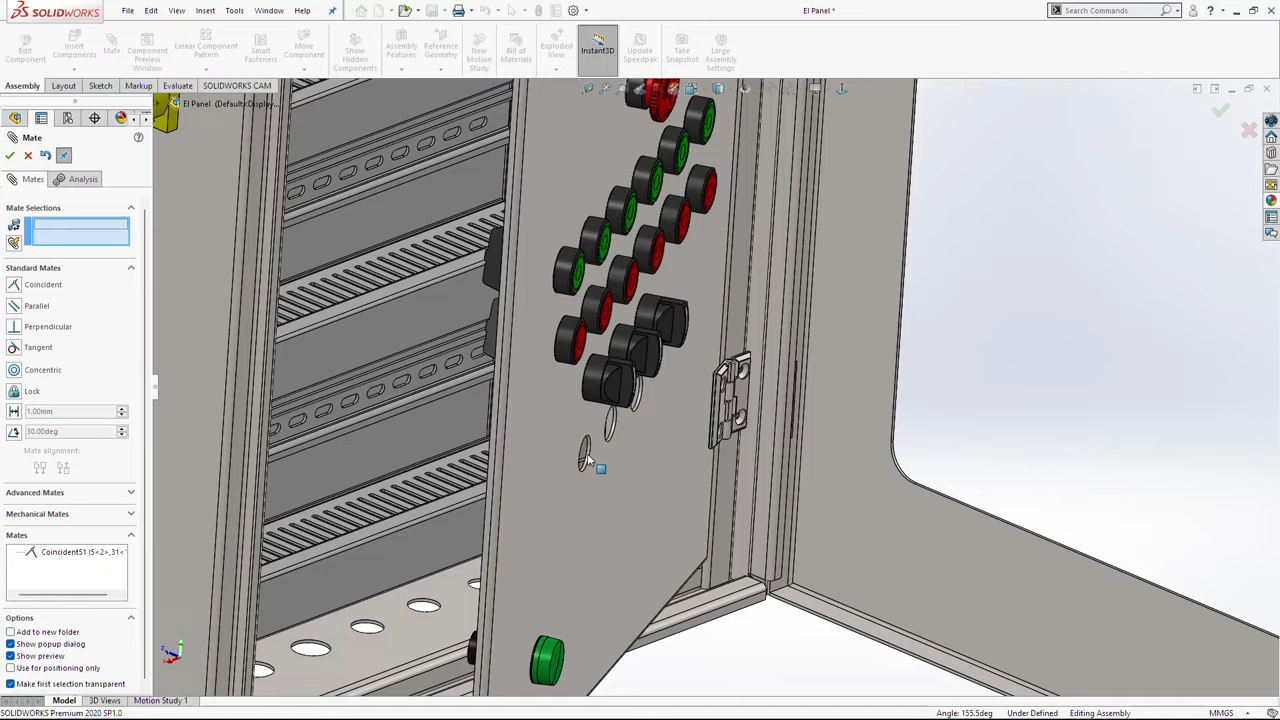 SOLIDWORKS
File
Edit
View
Insert
Tools
Window
Help
El Panel *
Search Commands
Edit Component
Insert Components
Mate
Component Preview Window
Linear Component Pattern
Smart Fasteners
Move Component
Show Hidden Components
Assembly Features
Reference Geometry
New Motion Study
Bill of Materials
Exploded View
Instant3D
Update Speedpak
Take Snapshot
Large Assembly Settings
Assembly
Layout
Sketch
Markup
Evaluate
SOLIDWORKS CAM
El Panel (Default<Display...
Mate
Mates
Analysis
Mate Selections
Standard Mates
Coincident
Parallel
Perpendicular
Tangent
Concentric
Lock
1.00mm
30.00deg
Mate alignment:
Advanced Mates
Mechanical Mates
Mates
Coincident51 (5<2>,31<
Options
Add to new folder
Show popup dialog
Show preview
Use for positioning only
Make first selection transparent
Model
3D Views
Motion Study 1
SOLIDWORKS Premium 2020 SP1.0
Angle: 155.5deg
Under Defined
Editing Assembly
MMGS